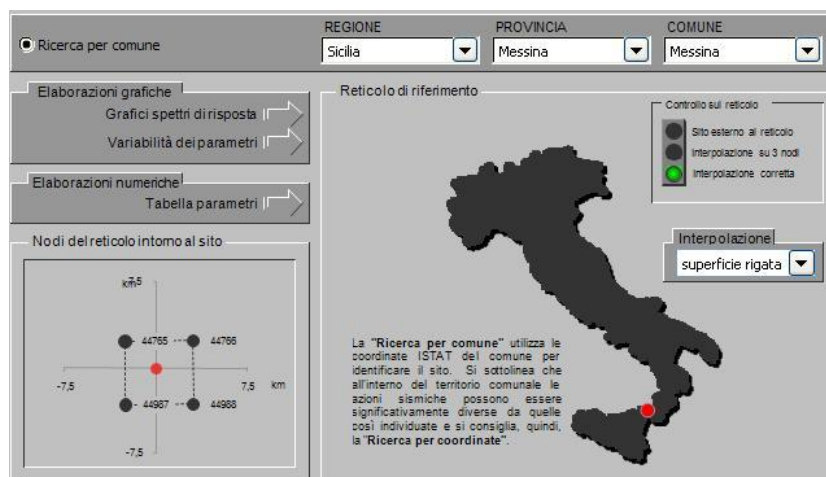 REGIONE PROVINCIA COMUNE
Ricerca per comune Sicilia Messina Messina
Elaborazioni grafiche
Grafici spettri di risposta
Variabilità dei parametri
Elaborazioni numeriche
Tabella parametri
Nodi del reticolo intorno al sito
km 7,5
44765 44766
-7,5 7,5 km
44987 44988
-7,5
Reticolo di riferimento
Controllo sul reticolo
Sito esterno al reticolo
Interpolazione su 3 nodi
Interpolazione corretta
Interpolazione
superficie rigata
La "Ricerca per comune" utilizza le
coordinate ISTAT del comune per
identificare il sito. Si sottolinea che
all'interno del territorio comunale le
azioni sismiche possono essere
significativamente diverse da quelle
così individuate e si consiglia, quindi,
la "Ricerca per coordinate".